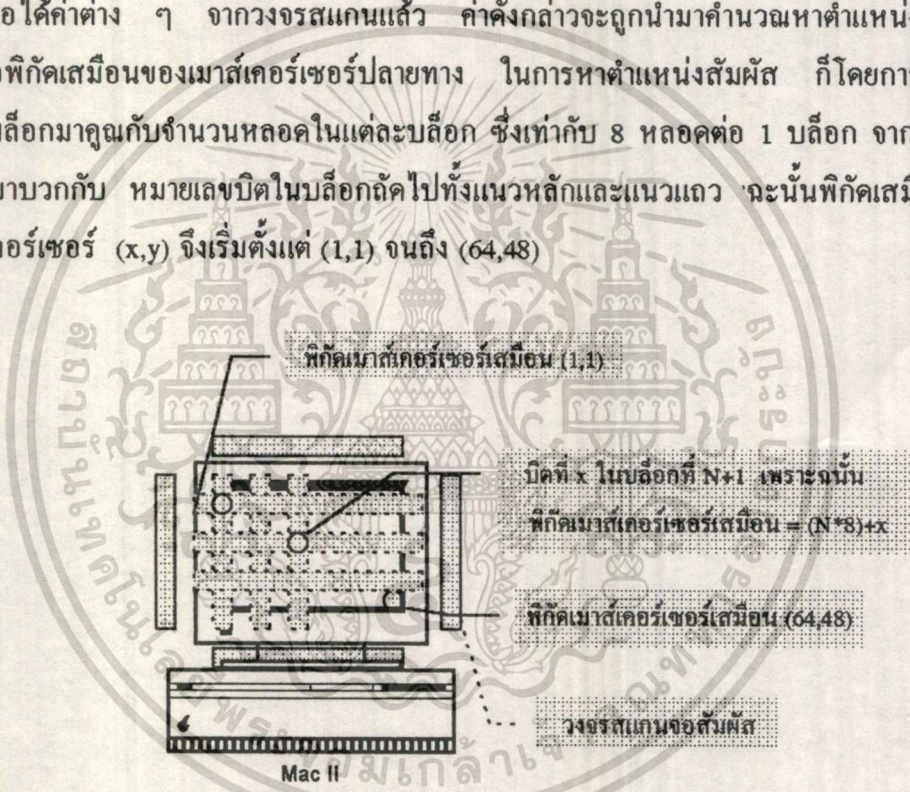 อได้ค่าต่าง ๆ จากวงจรสแกนแล้ว ค่าดังกล่าวจะถูกนำมาคำนวณหาตำแหน่
อพิกัดเสมือนของเมาส์เคอร์เซอร์ปลายทาง ในการหาตำแหน่งสัมผัส ก็โดยกา
ล็อกมาคูณกับจำนวนหลอดในแต่ละบล็อก ซึ่งเท่ากับ 8 หลอดต่อ 1 บล็อก จาก
มาบวกกับ หมายเลขบิตในบล็อกถัดไปทั้งแนวหลักและแนวแถว ฉะนั้นพิกัดเสมื
คอร์เซอร์ (x,y) จึงเริ่มตั้งแต่ (1,1) จนถึง (64,48)
พิกัดเมาส์เคอร์เซอร์เสมือน (1,1)
บิตที่ x ในบล็อกที่ N+1 เพราะฉนั้น
พิกัดเมาส์เคอร์เซอร์เสมือน = (N*8)+x
พิกัดเมาส์เคอร์เซอร์เสมือน (64,48)
วงจรสแกนจอสัมผัส
Mac II